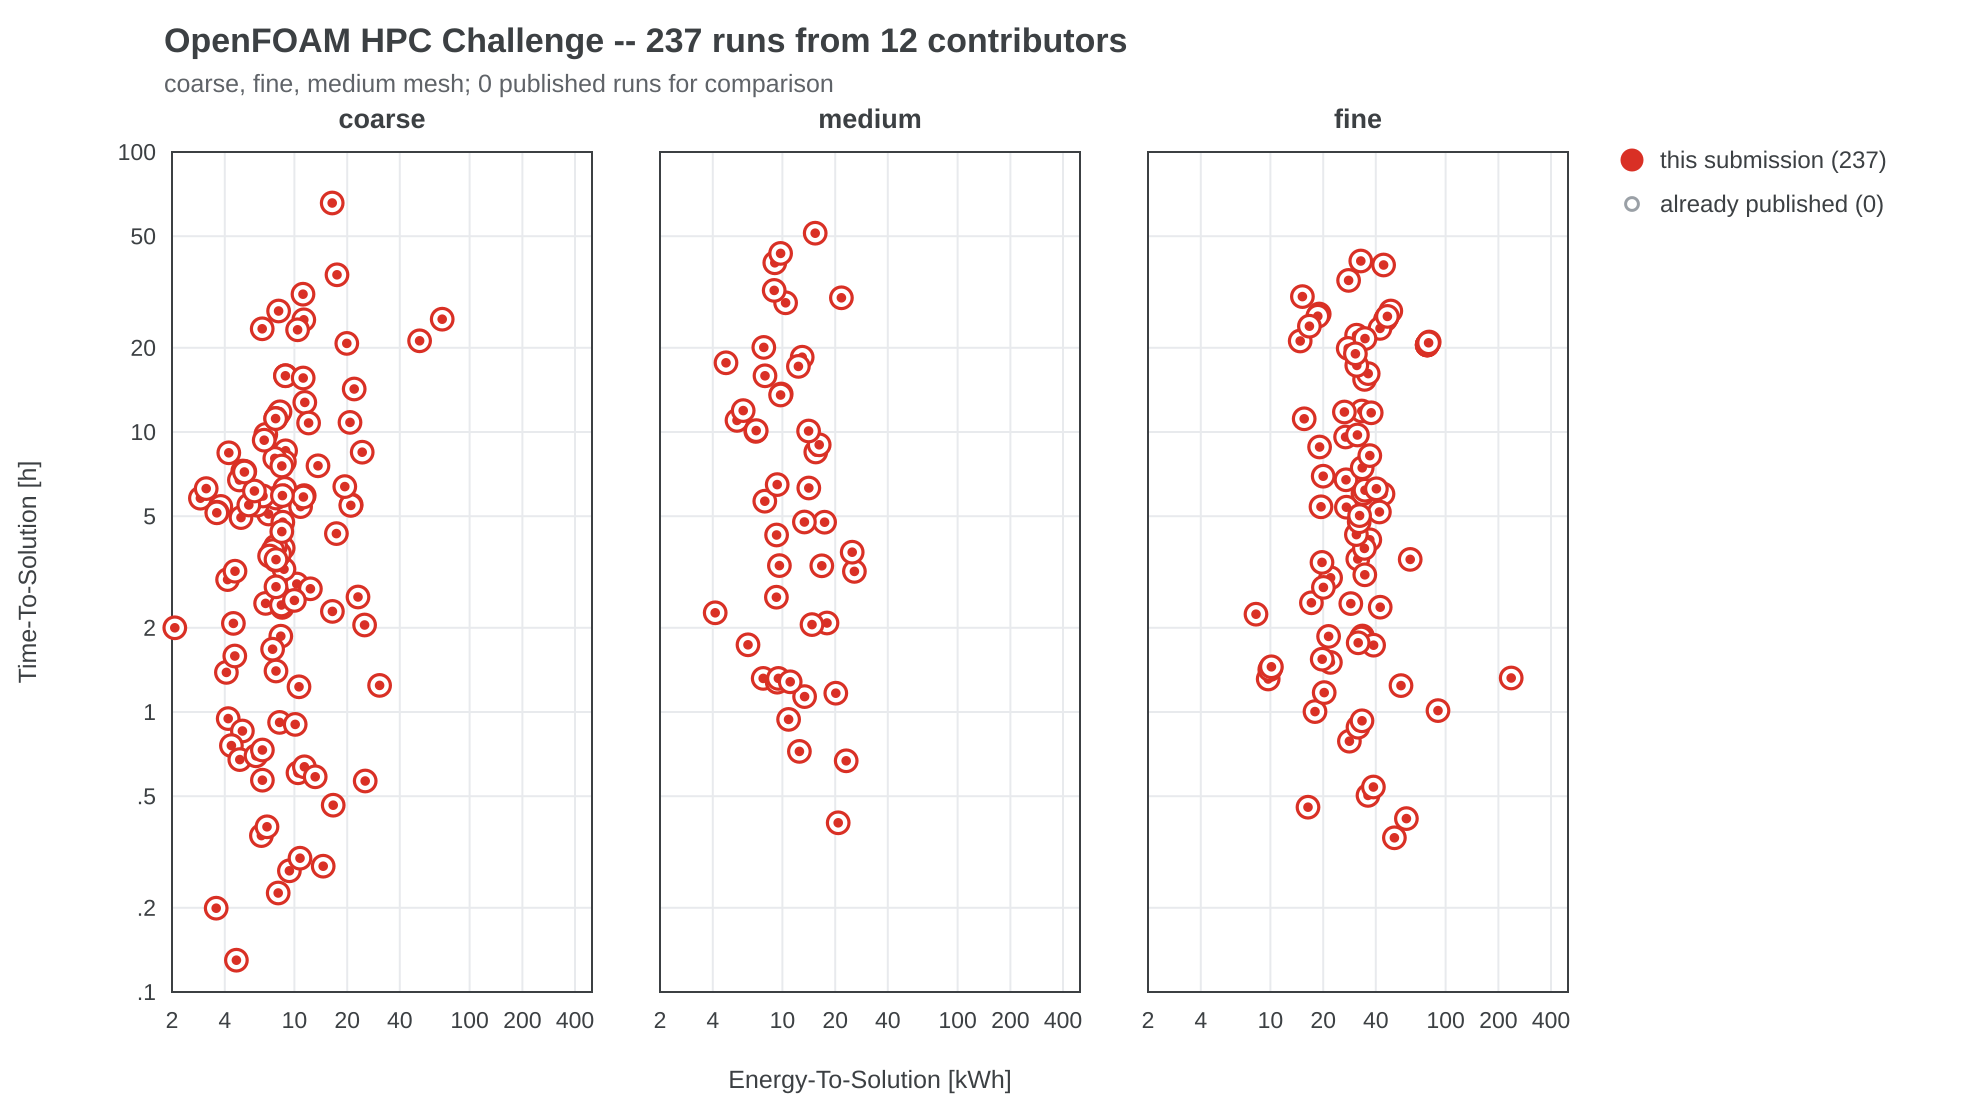 OpenFOAM HPC Challenge -- 237 runs from 12 contributors
coarse, fine, medium mesh; 0 published runs for comparison
coarse medium fine
this submission (237)
already published (0)
100
50
20
10
5
2
1
.5
.2
.1
Time-To-Solution [h]
2 4 10 20 40 100 200 400
2 4 10 20 40 100 200 400
2 4 10 20 40 100 200 400
Energy-To-Solution [kWh]